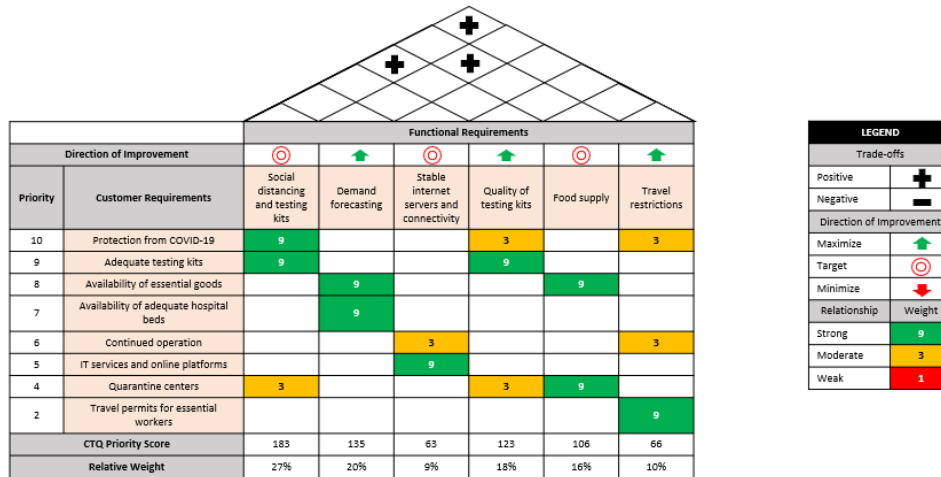 Functional Requirements
Direction of Improvement
Priority
Customer Requirements
Social
distancing
and testing
kits
Demand
forecasting
Stable
internet
servers and
connectivity
Quality of
testing kits
Food supply
Travel
restrictions
10 Protection from COVID-19 9 3 3
9 Adequate testing kits 9 9
8 Availability of essential goods 9 9
7 Availability of adequate hospital
beds 9
6 Continued operation 3 3
5 IT services and online platforms 9
4 Quarantine centers 3 3 9
2 Travel permits for essential
workers 9
CTQ Priority Score 183 135 63 123 106 66
Relative Weight 27% 20% 9% 18% 16% 10%
LEGEND
Trade-offs
Positive
Negative
Direction of Improvement
Maximize
Target
Minimize
Relationship Weight
Strong 9
Moderate 3
Weak 1